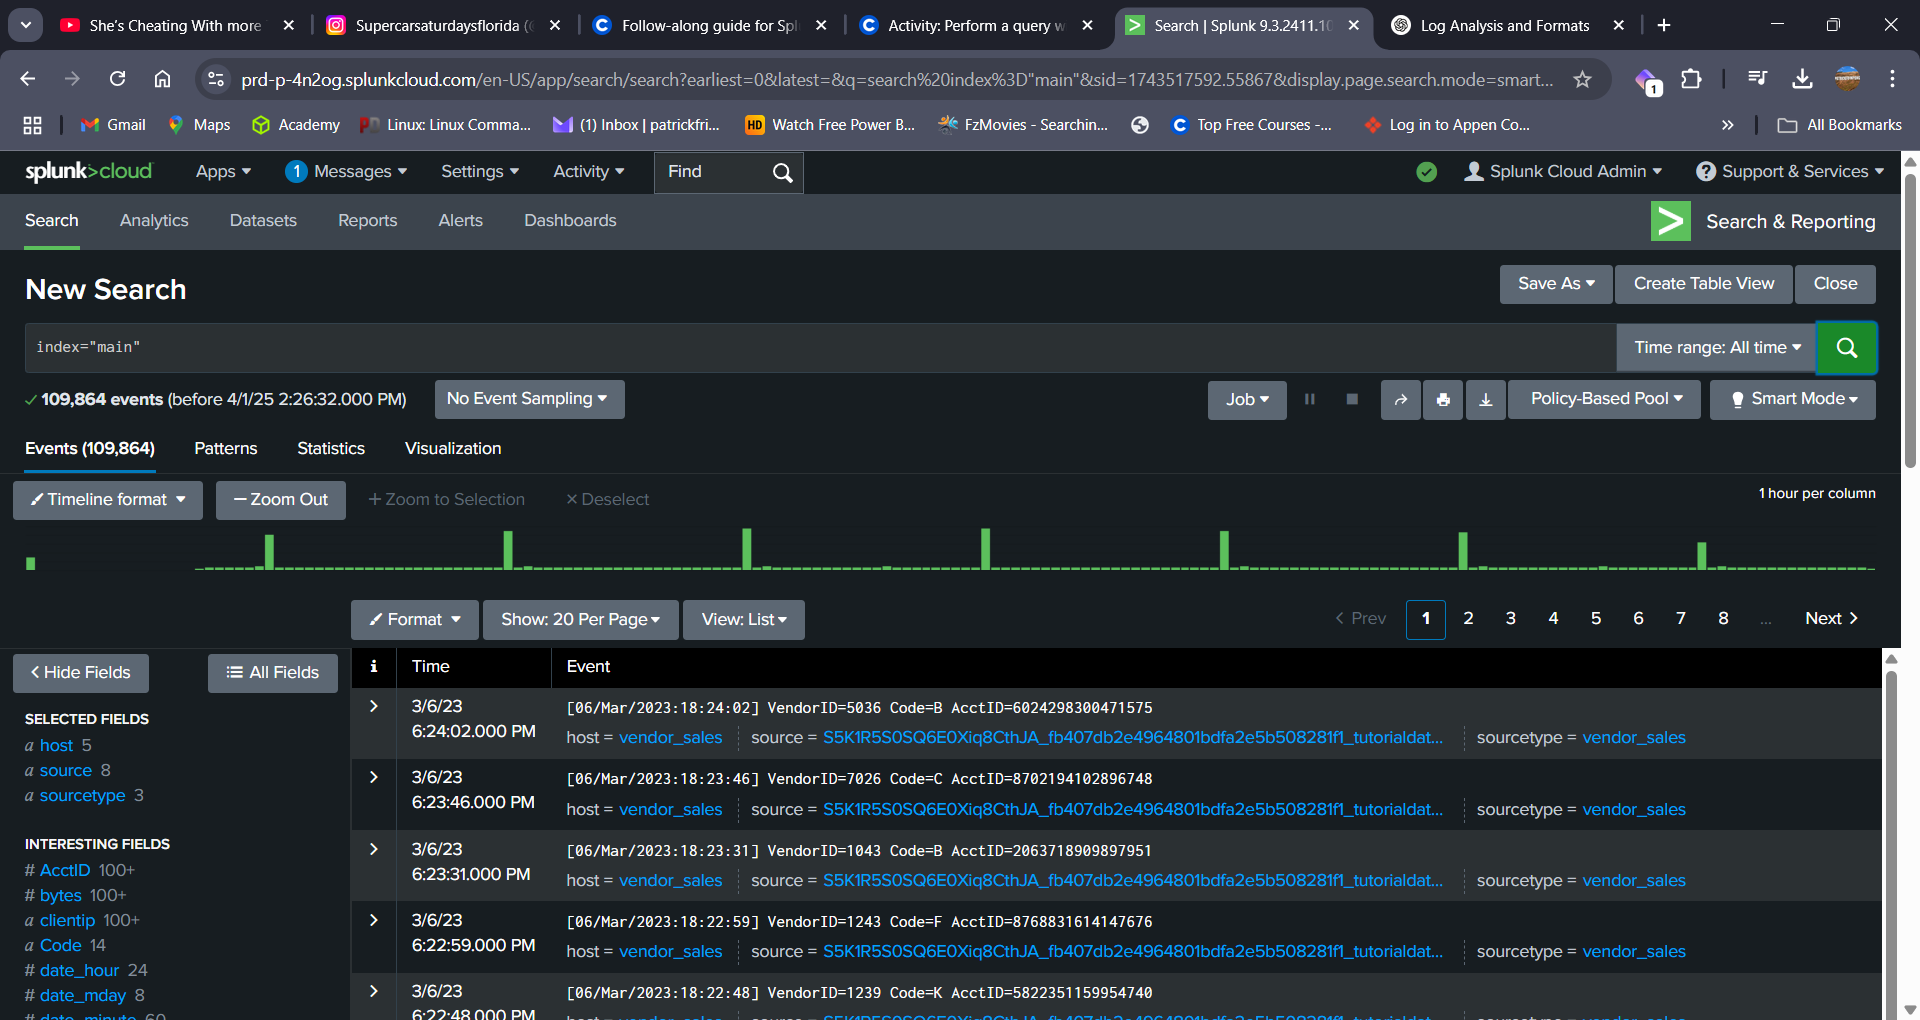 She's Cheating With more
Supercarsaturdaysflorida (
Follow-along guide for Spl
Activity: Perform a query w
Search | Splunk 9.3.2411.10
Log Analysis and Formats
prd-p-4n2og.splunkcloud.com/en-US/app/search/search?earliest=0&latest=&q=search%20index%3D"main"&sid=1743517592.55867&display.page.search.mode=smart...
1
Gmail
Maps
Academy
Linux: Linux Comma...
(1) Inbox | patrickfri...
HD Watch Free Power B...
FzMovies - Searchin...
Top Free Courses -...
Log in to Appen Co...
» All Bookmarks
splunk>cloud
Apps
1 Messages
Settings
Activity
Find
Splunk Cloud Admin
Support & Services
Search
Analytics
Datasets
Reports
Alerts
Dashboards
Search & Reporting
New Search
Save As
Create Table View
Close
index="main"
Time range: All time
109,864 events (before 4/1/25 2:26:32.000 PM)
No Event Sampling
Job
Policy-Based Pool
Smart Mode
Events (109,864)
Patterns
Statistics
Visualization
Timeline format
— Zoom Out
+ Zoom to Selection
× Deselect
1 hour per column
Format
Show: 20 Per Page
View: List
< Prev
1
2
3
4
5
6
7
8
...
Next >
< Hide Fields
All Fields
SELECTED FIELDS
a host 5
a source 8
a sourcetype 3
INTERESTING FIELDS
# AcctID 100+
# bytes 100+
a clientip 100+
a Code 14
# date_hour 24
# date_mday 8
# date_minute 60
i
Time
Event
3/6/23
6:24:02.000 PM
[06/Mar/2023:18:24:02] VendorID=5036 Code=B AcctID=6024298300471575
host = vendor_sales
source = S5K1R5S0SQ6E0Xiq8CthJA_fb407db2e4964801bdfa2e5b508281f1_tutorialdat...
sourcetype = vendor_sales
3/6/23
6:23:46.000 PM
[06/Mar/2023:18:23:46] VendorID=7026 Code=C AcctID=8702194102896748
host = vendor_sales
source = S5K1R5S0SQ6E0Xiq8CthJA_fb407db2e4964801bdfa2e5b508281f1_tutorialdat...
sourcetype = vendor_sales
3/6/23
6:23:31.000 PM
[06/Mar/2023:18:23:31] VendorID=1043 Code=B AcctID=2063718909897951
host = vendor_sales
source = S5K1R5S0SQ6E0Xiq8CthJA_fb407db2e4964801bdfa2e5b508281f1_tutorialdat...
sourcetype = vendor_sales
3/6/23
6:22:59.000 PM
[06/Mar/2023:18:22:59] VendorID=1243 Code=F AcctID=8768831614147676
host = vendor_sales
source = S5K1R5S0SQ6E0Xiq8CthJA_fb407db2e4964801bdfa2e5b508281f1_tutorialdat...
sourcetype = vendor_sales
3/6/23
6:22:48.000 PM
[06/Mar/2023:18:22:48] VendorID=1239 Code=K AcctID=5822351159954740